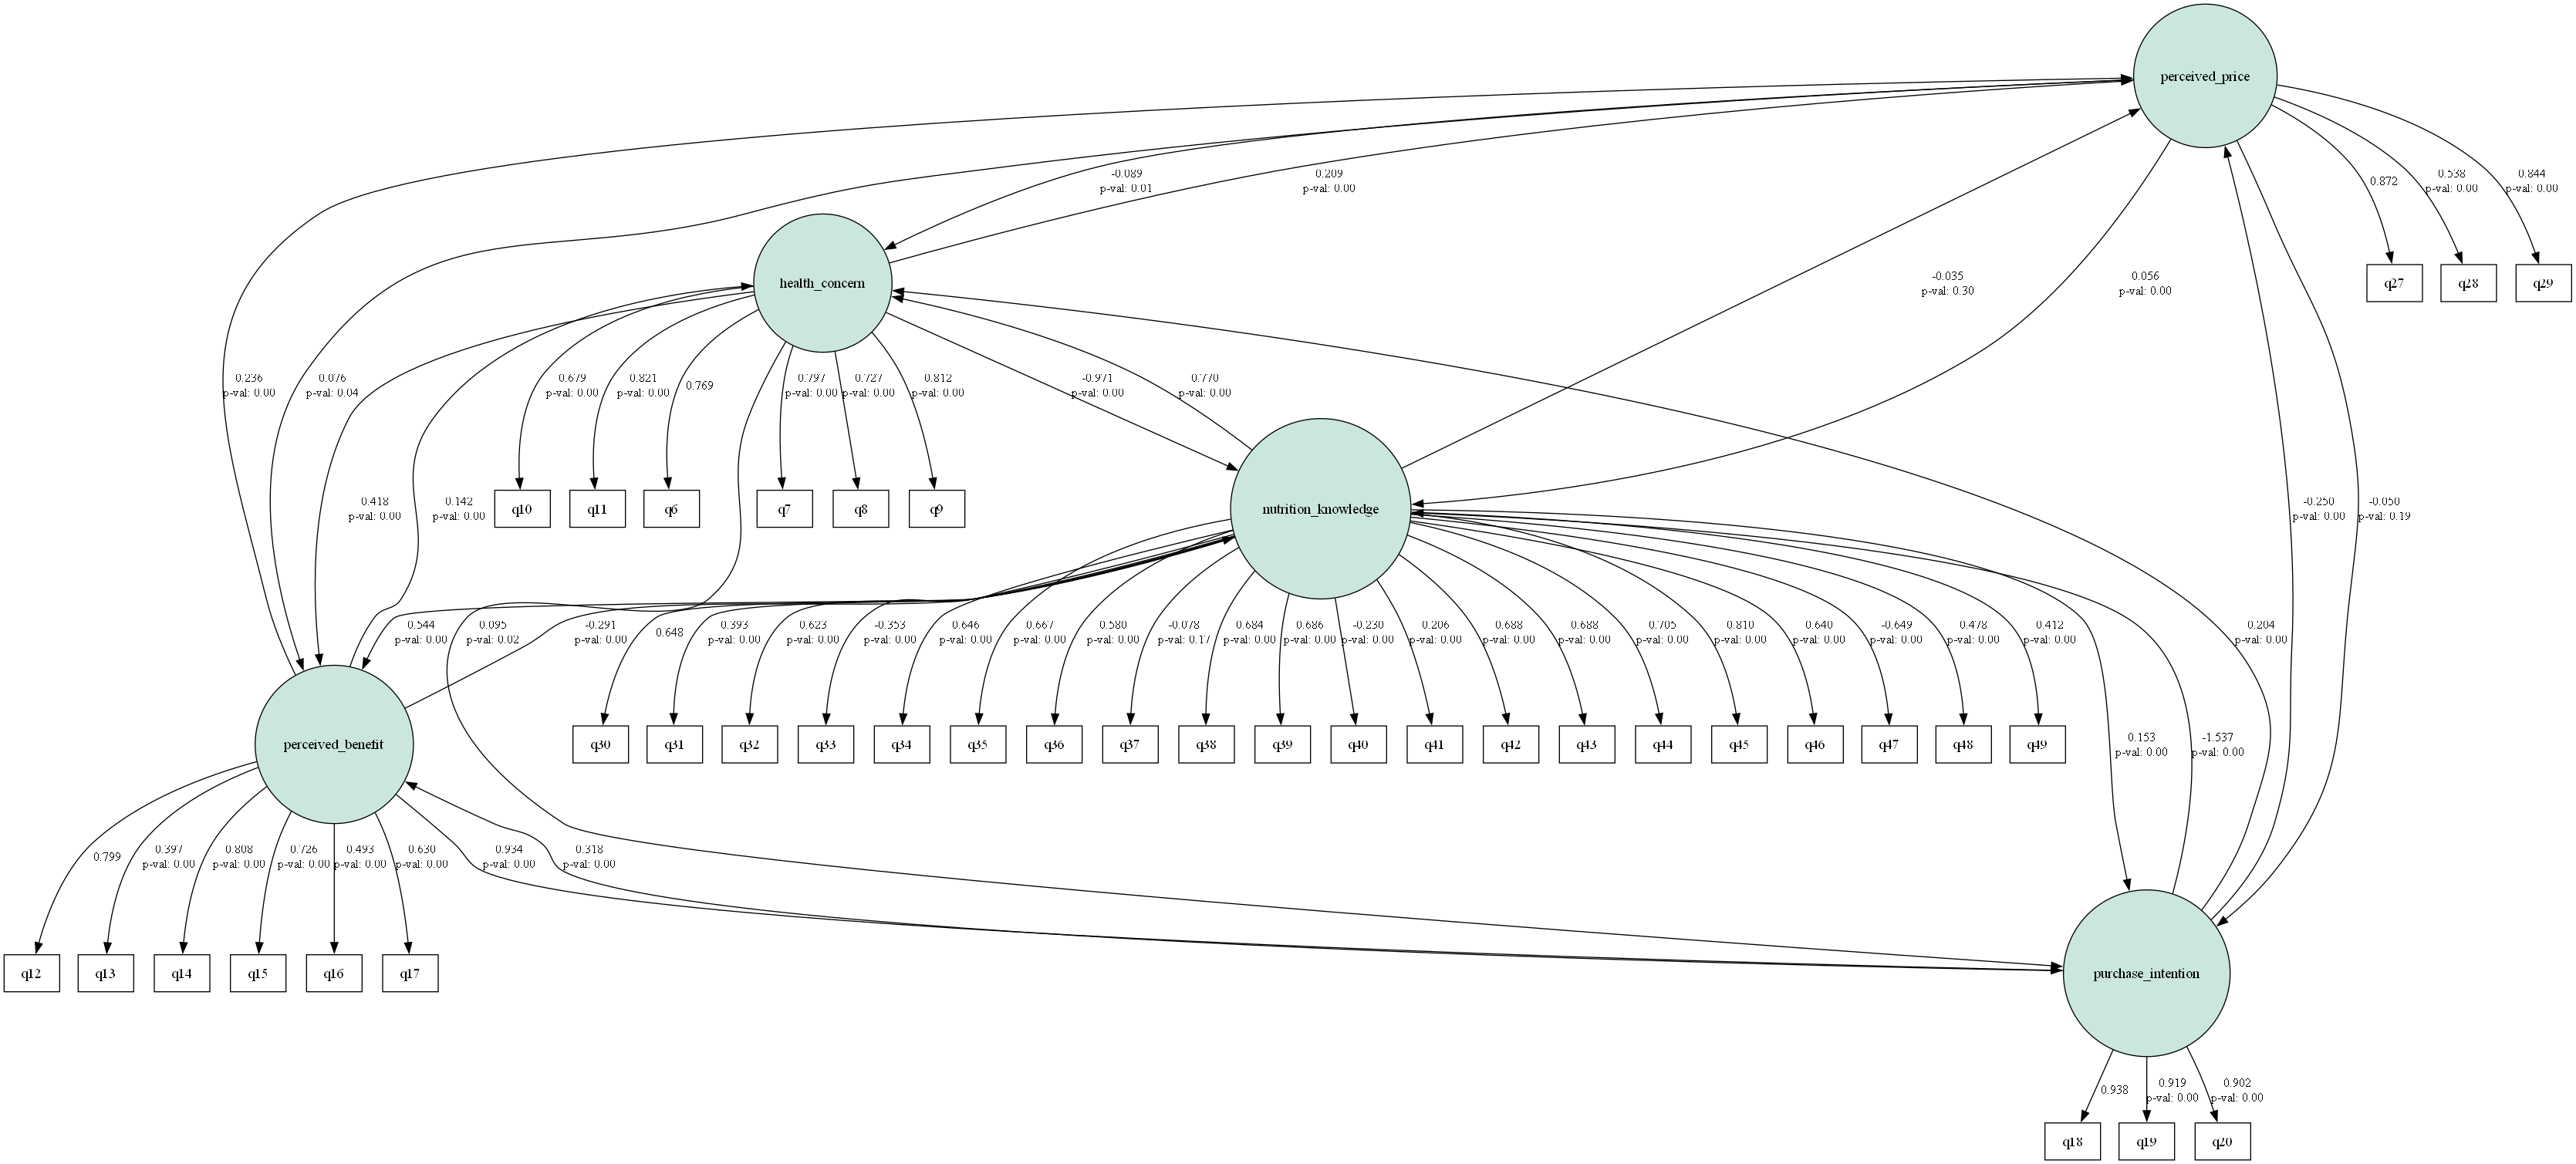 perceived_price
-0.089
p-val: 0.01
0.209
p-val: 0.00
0.872
0.538
p-val: 0.00
0.844
p-val: 0.00
health_concern
-0.035
p-val: 0.30
0.056
p-val: 0.00
q27
q28
q29
0.236
p-val: 0.00
0.076
p-val: 0.04
0.679
p-val: 0.00
0.821
p-val: 0.00
0.769
0.797
p-val: 0.00
0.727
p-val: 0.00
0.812
p-val: 0.00
-0.971
p-val: 0.00
0.770
p-val: 0.00
0.418
p-val: 0.00
0.142
p-val: 0.00
q10
q11
q6
q7
q8
q9
nutrition_knowledge
-0.250
p-val: 0.00
-0.050
p-val: 0.19
0.544
p-val: 0.00
0.095
p-val: 0.02
-0.291
p-val: 0.00
0.648
0.393
p-val: 0.00
0.623
p-val: 0.00
-0.353
p-val: 0.00
0.646
p-val: 0.00
0.667
p-val: 0.00
0.580
p-val: 0.00
-0.078
p-val: 0.17
0.684
p-val: 0.00
0.686
p-val: 0.00
-0.230
p-val: 0.00
0.206
p-val: 0.00
0.688
p-val: 0.00
0.688
p-val: 0.00
0.705
p-val: 0.00
0.810
p-val: 0.00
0.640
p-val: 0.00
-0.649
p-val: 0.00
0.478
p-val: 0.00
0.412
p-val: 0.00
0.204
p-val: 0.00
perceived_benefit
q30
q31
q32
q33
q34
q35
q36
q37
q38
q39
q40
q41
q42
q43
q44
q45
q46
q47
q48
q49
0.153
p-val: 0.00
-1.537
p-val: 0.00
0.799
0.397
p-val: 0.00
0.808
p-val: 0.00
0.726
p-val: 0.00
0.493
p-val: 0.00
0.630
p-val: 0.00
0.934
p-val: 0.00
0.318
p-val: 0.00
q12
q13
q14
q15
q16
q17
purchase_intention
0.938
0.919
p-val: 0.00
0.902
p-val: 0.00
q18
q19
q20